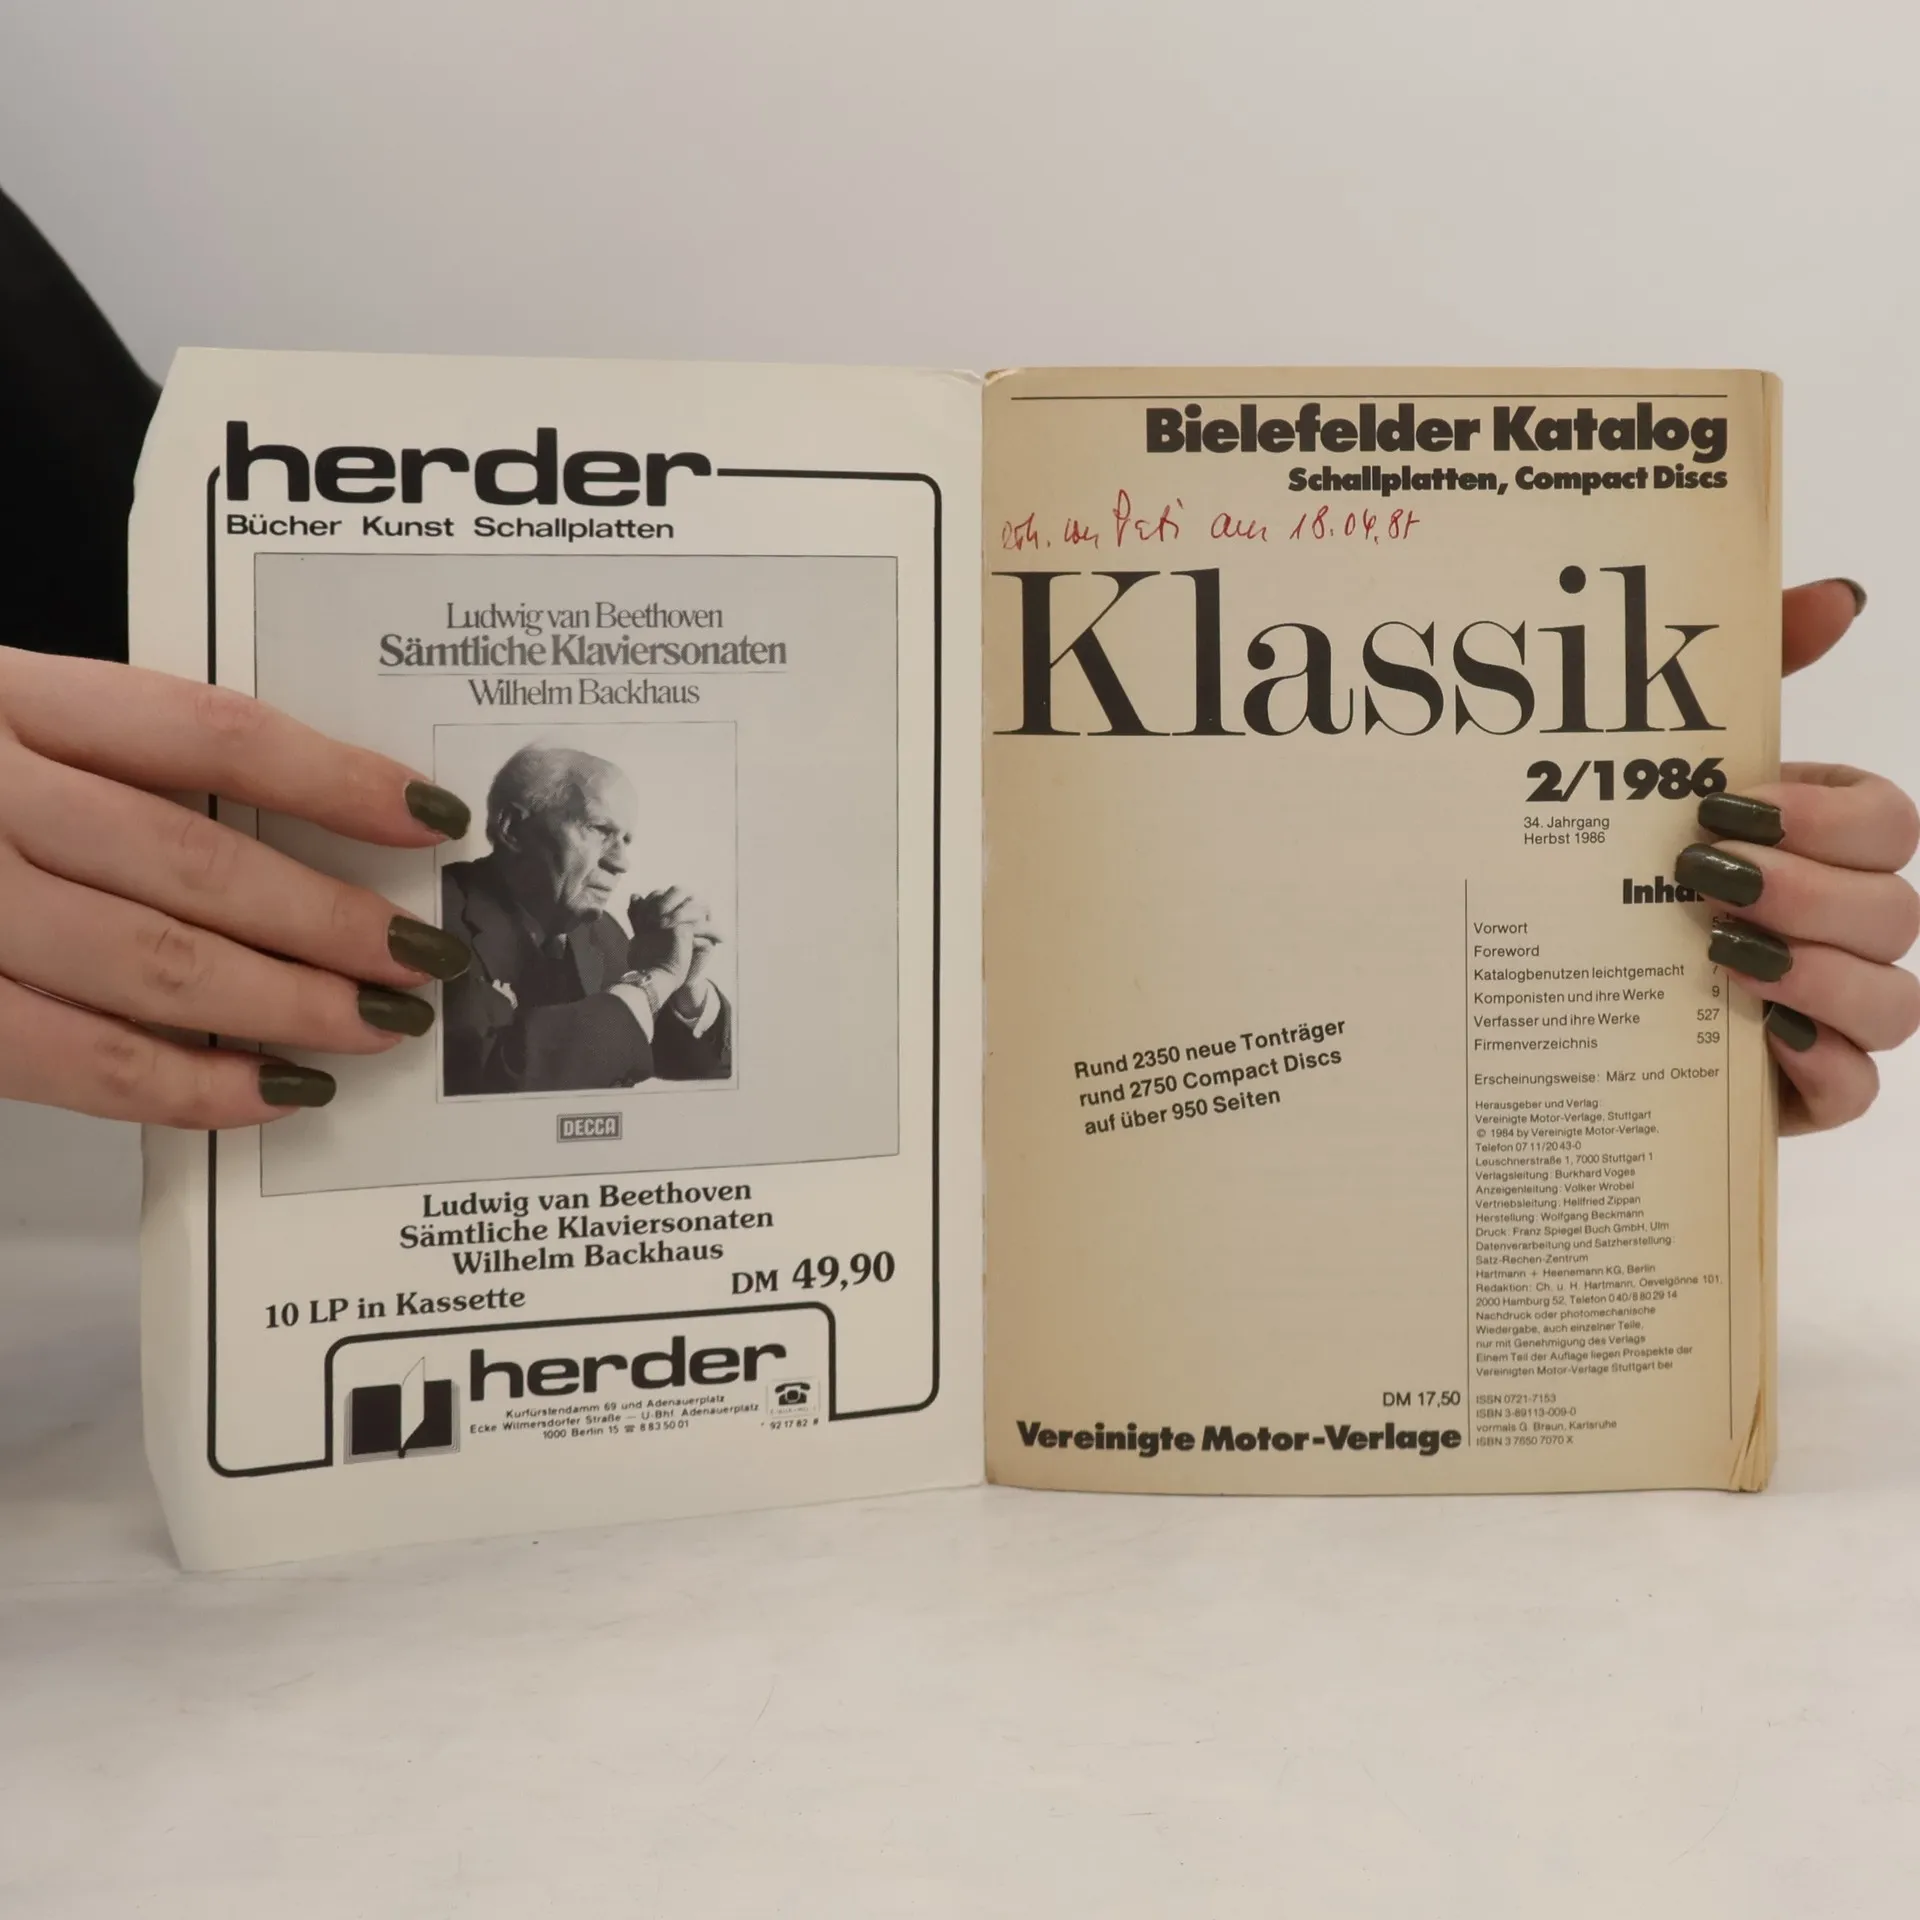 herder
Bücher Kunst Schallplatten
Ludwig van Beethoven
Sämtliche Klaviersonaten
Wilhelm Backhaus
DECCA
Ludwig van Beethoven
Sämtliche Klaviersonaten
Wilhelm Backhaus
DM 49,90
10 LP in Kassette
herder
Kurfürstendamm 69 und Adenauerplatz
Ecke Wilmersdorfer Straße — U-Bhf. Adenauerplatz
1000 Berlin 15 ☎ 8 83 50 01
92 17 82
Bielefelder Katalog
Schallplatten, Compact Discs
am 18.04.87
Klassik
2/1986
34. Jahrgang
Herbst 1986
Vorwort 5
Foreword
Katalogbenutzen leichtgemacht 7
Komponisten und ihre Werke 9
Verfasser und ihre Werke 527
Firmenverzeichnis 539
Rund 2350 neue Tonträger
rund 2750 Compact Discs
auf über 950 Seiten
Erscheinungsweise: März und Oktober
Herausgeber und Verlag:
Vereinigte Motor-Verlage, Stuttgart
© 1984 by Vereinigte Motor-Verlage,
Telefon 07 11/20 43-0
Leuschnerstraße 1, 7000 Stuttgart 1
Verlagsleitung: Burkhard Voges
Anzeigenleitung: Volker Wrobel
Vertriebsleitung: Hellfried Zippan
Herstellung: Wolfgang Beckmann
Druck: Franz Spiegel Buch GmbH, Ulm
Datenverarbeitung und Satzherstellung:
Satz-Rechen-Zentrum
Hartmann + Heenemann KG, Berlin
Redaktion: Ch. u. H. Hartmann, Oevelgönne 101,
2000 Hamburg 52, Telefon 0 40/8 80 29 14
Nachdruck oder photomechanische
Wiedergabe, auch einzelner Teile,
nur mit Genehmigung des Verlags
Einem Teil der Auflage liegen Prospekte der
Vereinigten Motor-Verlage Stuttgart bei
DM 17,50
ISSN 0721-7153
ISBN 3-89113-009-0
vormals G. Braun, Karlsruhe
ISBN 3 7650 7070 X
Vereinigte Motor-Verlage